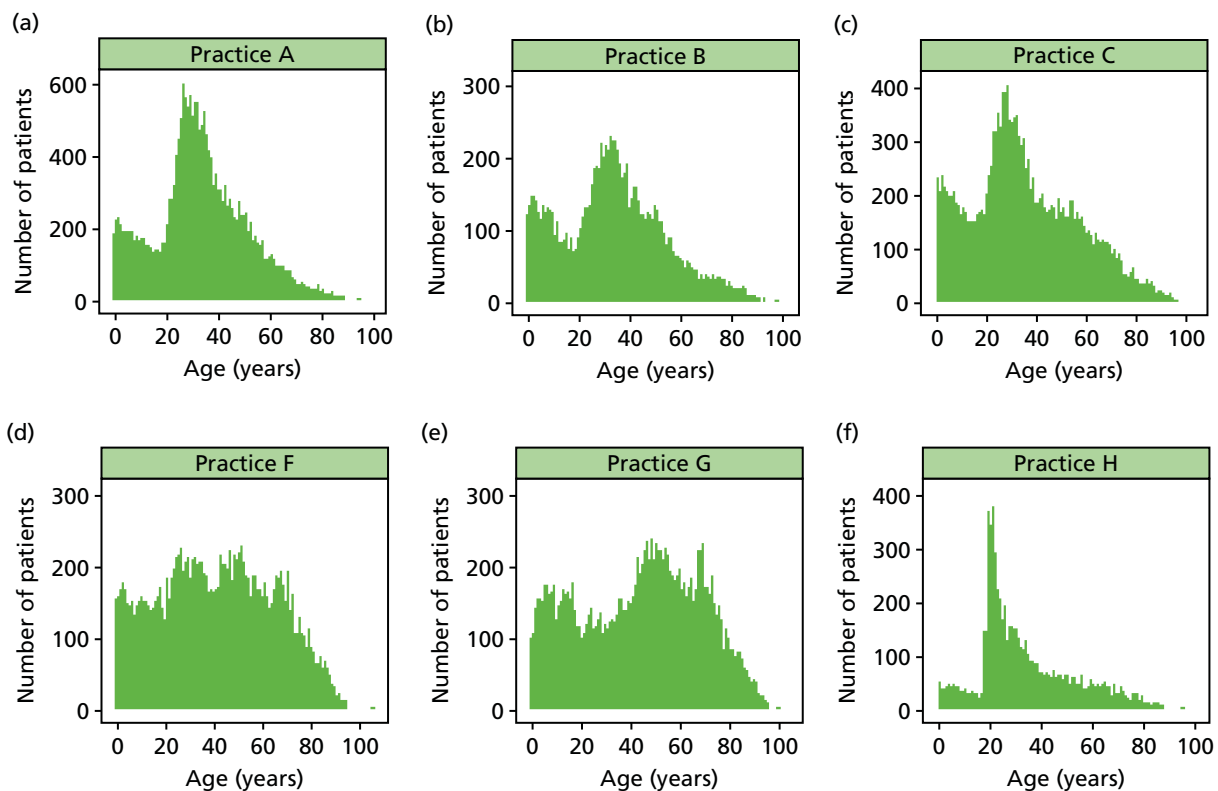 (a)
Practice A
Number of patients
600
400
200
0
0 20 40 60 80 100
Age (years)
(b)
Practice B
Number of patients
300
200
100
0
0 20 40 60 80 100
Age (years)
(c)
Practice C
Number of patients
400
300
200
100
0
0 20 40 60 80 100
Age (years)
(d)
Practice F
Number of patients
300
200
100
0
0 20 40 60 80 100
Age (years)
(e)
Practice G
Number of patients
300
200
100
0
0 20 40 60 80 100
Age (years)
(f)
Practice H
Number of patients
400
300
200
100
0
0 20 40 60 80 100
Age (years)